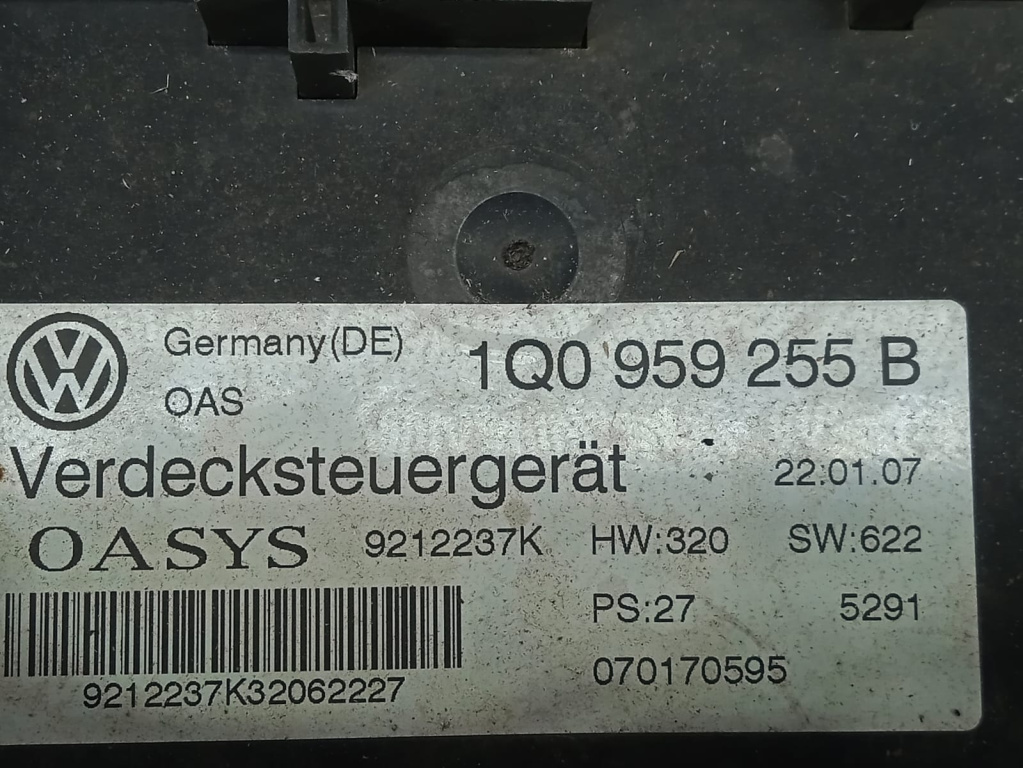 Germany(DE)
1Q0 959 255 B
OAS
Verdecksteuergerät
22.01.07
OASYS
9212237K
HW:320
SW:622
PS:27
5291
070170595
9212237K32062227